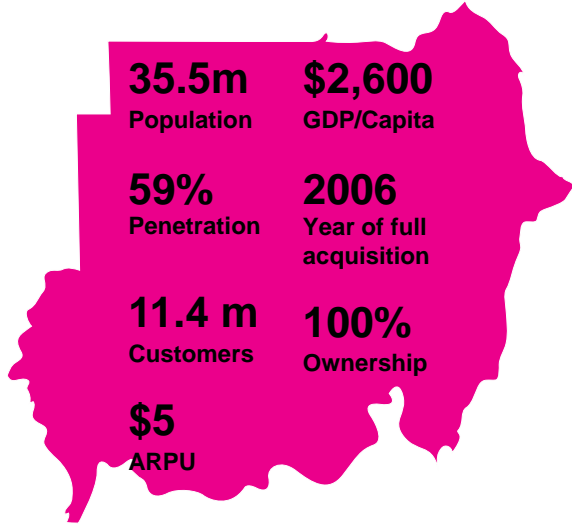 35.5m
Population
$2,600
GDP/Capita
59%
Penetration
2006
Year of full
acquisition
11.4 m
Customers
100%
Ownership
$5
ARPU